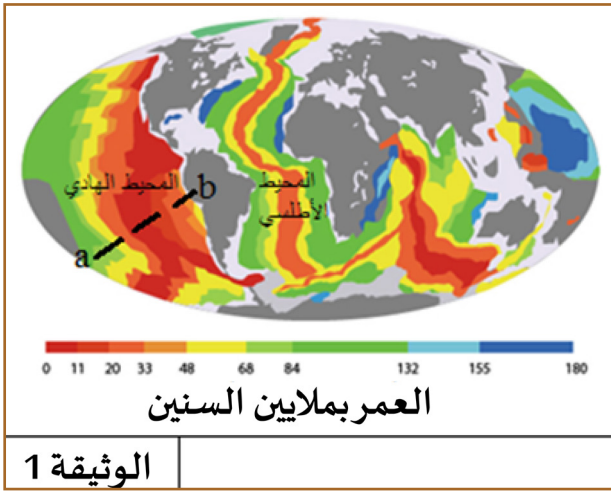 المحيط الهادي
b
المحيط
الأطلسي
a
0 11 20 33 48 68 84 132 155 180
العمر بملايين السنين
الوثيقة 1